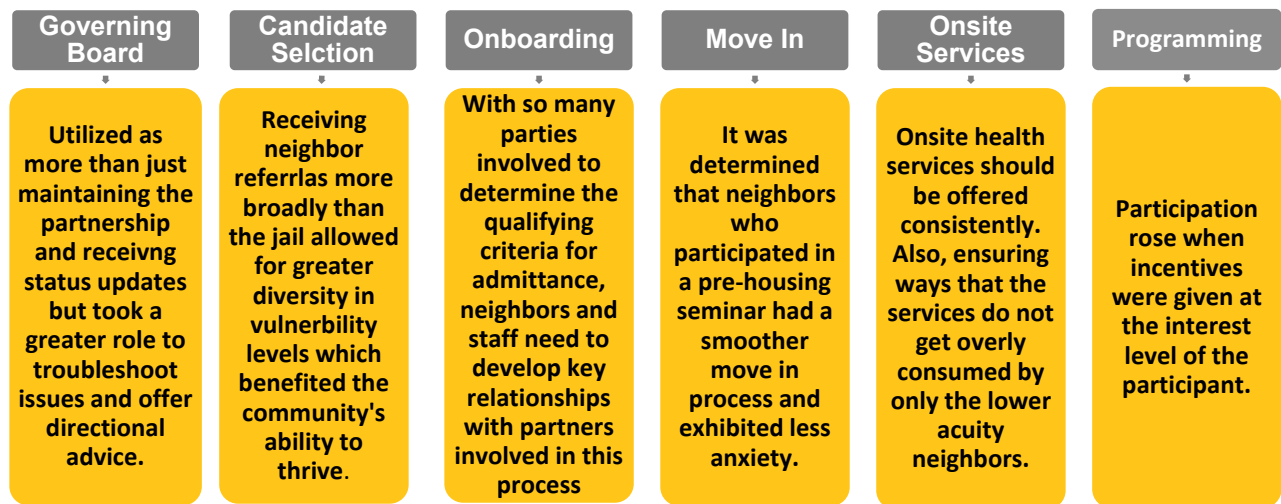 Governing
Board
Utilized as
more than just
maintaining the
partnership
and receivng
status updates
but took a
greater role to
troubleshoot
issues and offer
directional
advice.
Candidate
Selction
Receiving
neighbor
referrlas more
broadly than
the jail allowed
for greater
diversity in
vulnerbility
levels which
benefited the
community's
ability to
thrive.
Onboarding
With so many
parties
involved to
determine the
qualifying
criteria for
admittance,
neighbors and
staff need to
develop key
relationships
with partners
involved in this
process
Move In
It was
determined
that neighbors
who
participated in
a pre-housing
seminar had a
smoother
move in
process and
exhibited less
anxiety.
Onsite
Services
Onsite health
services should
be offered
consistently.
Also, ensuring
ways that the
services do not
get overly
consumed by
only the lower
acuity
neighbors.
Programming
Participation
rose when
incentives
were given at
the interest
level of the
participant.